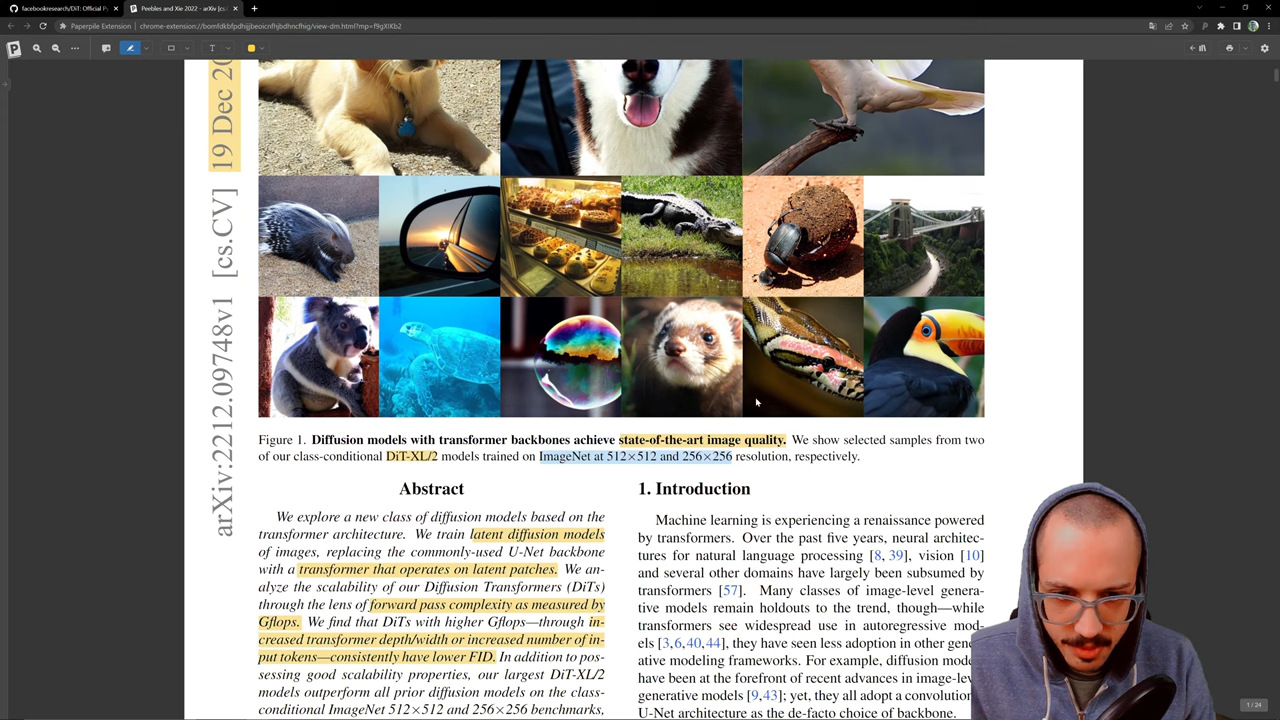 facebookresearch/DiT: Official Py
Peebles and Xie 2022 - arXiv [cs
Paperpile Extension
chrome-extension://bomfdkbfpdhijjbeoicnfhjbdhncfhig/view-dm.html?mp=f9gXIKb2
arXiv:2212.09748v1 [cs.CV] 19 Dec 20
Figure 1. Diffusion models with transformer backbones achieve state-of-the-art image quality. We show selected samples from two
of our class-conditional DiT-XL/2 models trained on ImageNet at 512×512 and 256×256 resolution, respectively.
Abstract
We explore a new class of diffusion models based on the
transformer architecture. We train latent diffusion models
of images, replacing the commonly-used U-Net backbone
with a transformer that operates on latent patches. We an-
alyze the scalability of our Diffusion Transformers (DiTs)
through the lens of forward pass complexity as measured by
Gflops. We find that DiTs with higher Gflops—through in-
creased transformer depth/width or increased number of in-
put tokens—consistently have lower FID. In addition to pos-
sessing good scalability properties, our largest DiT-XL/2
models outperform all prior diffusion models on the class-
conditional ImageNet 512×512 and 256×256 benchmarks,
1. Introduction
Machine learning is experiencing a renaissance powered
by transformers. Over the past five years, neural architec-
tures for natural language processing [8, 39], vision [10]
and several other domains have largely been subsumed by
transformers [57]. Many classes of image-level genera-
tive models remain holdouts to the trend, though—while
transformers see widespread use in autoregressive mod-
els [3,6,40,44], they have seen less adoption in other gene
ative modeling frameworks. For example, diffusion mode
have been at the forefront of recent advances in image-lev
generative models [9,43]; yet, they all adopt a convolution
U-Net architecture as the de-facto choice of backbone.
1 / 24